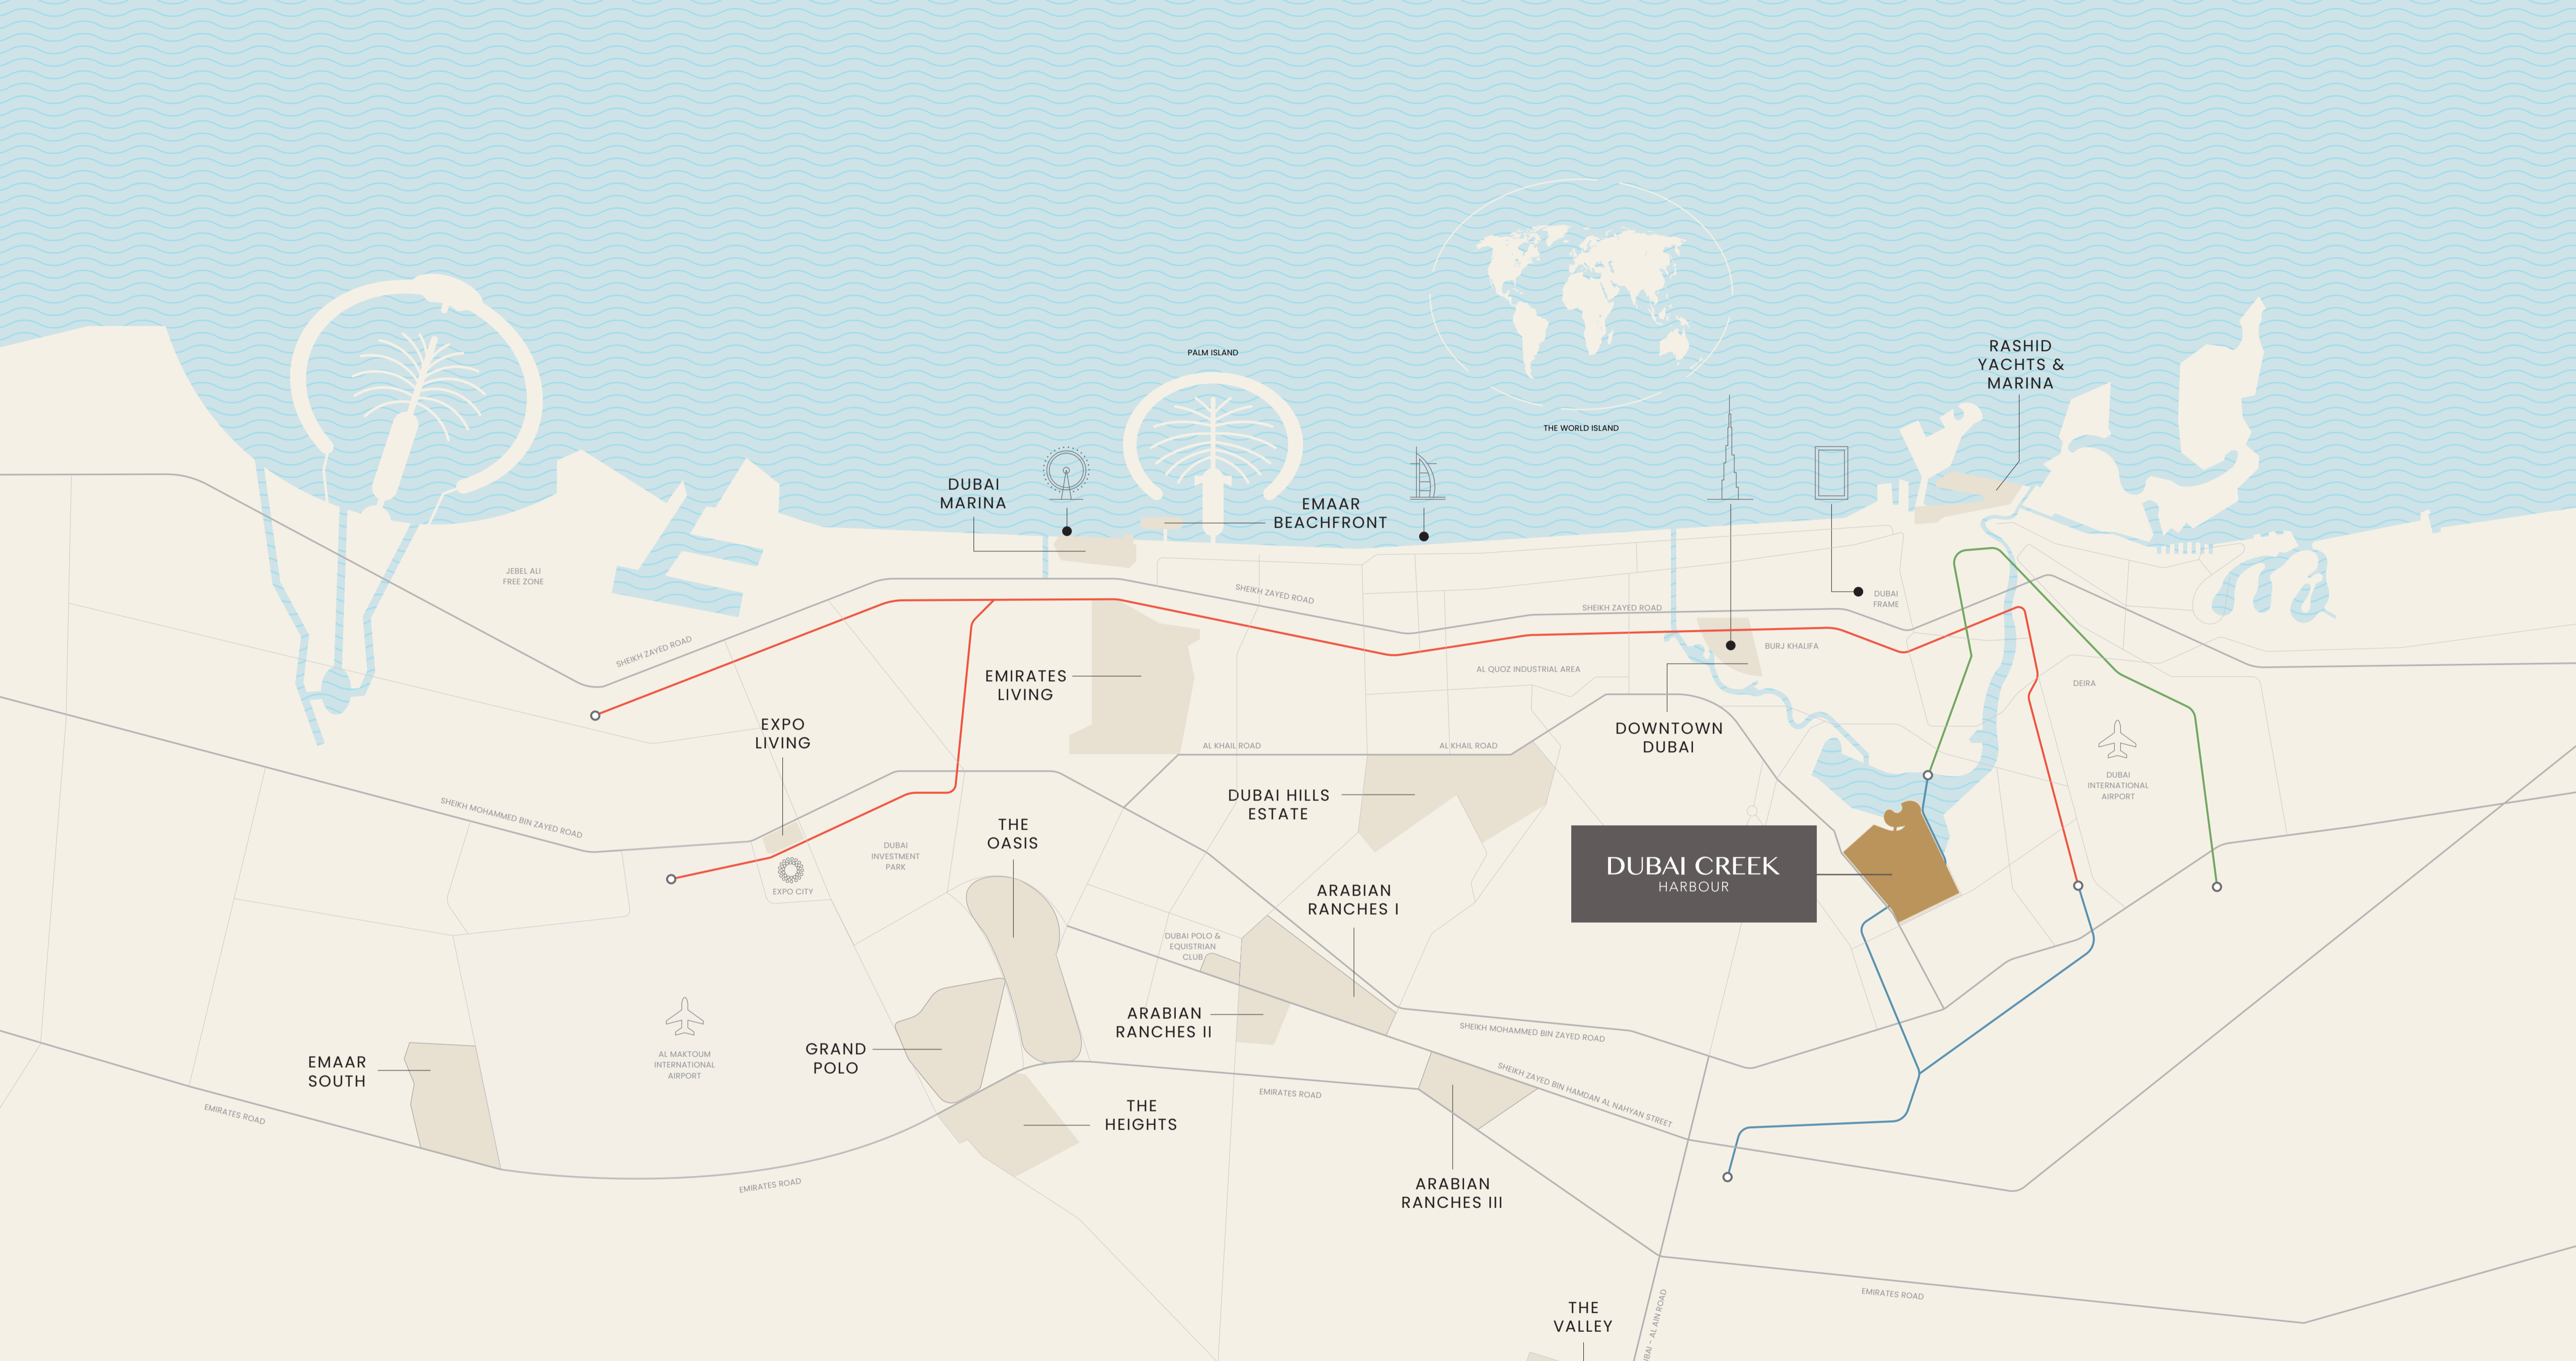 RASHID
YACHTS &
MARINA
PALM ISLAND
THE WORLD ISLAND
DUBAI
MARINA
EMAAR
BEACHFRONT
JEBEL ALI
FREE ZONE
SHEIKH ZAYED ROAD
SHEIKH ZAYED ROAD
SHEIKH ZAYED ROAD
DUBAI
FRAME
BURJ KHALIFA
AL QUOZ INDUSTRIAL AREA
EMIRATES
LIVING
DEIRA
EXPO
LIVING
DOWNTOWN
DUBAI
AL KHAIL ROAD
AL KHAIL ROAD
DUBAI
INTERNATIONAL
AIRPORT
DUBAI HILLS
ESTATE
SHEIKH MOHAMMED BIN ZAYED ROAD
THE
OASIS
DUBAI
INVESTMENT
PARK
EXPO CITY
DUBAI CREEK
HARBOUR
ARABIAN
RANCHES I
DUBAI POLO &
EQUISTRIAN
CLUB
ARABIAN
RANCHES II
SHEIKH MOHAMMED BIN ZAYED ROAD
GRAND
POLO
EMAAR
SOUTH
AL MAKTOUM
INTERNATIONAL
AIRPORT
SHEIKH ZAYED BIN HAMDAN AL NAHYAN STREET
EMIRATES ROAD
EMIRATES ROAD
THE
HEIGHTS
EMIRATES ROAD
ARABIAN
RANCHES III
EMIRATES ROAD
THE
VALLEY
BAI - AL AIN ROAD